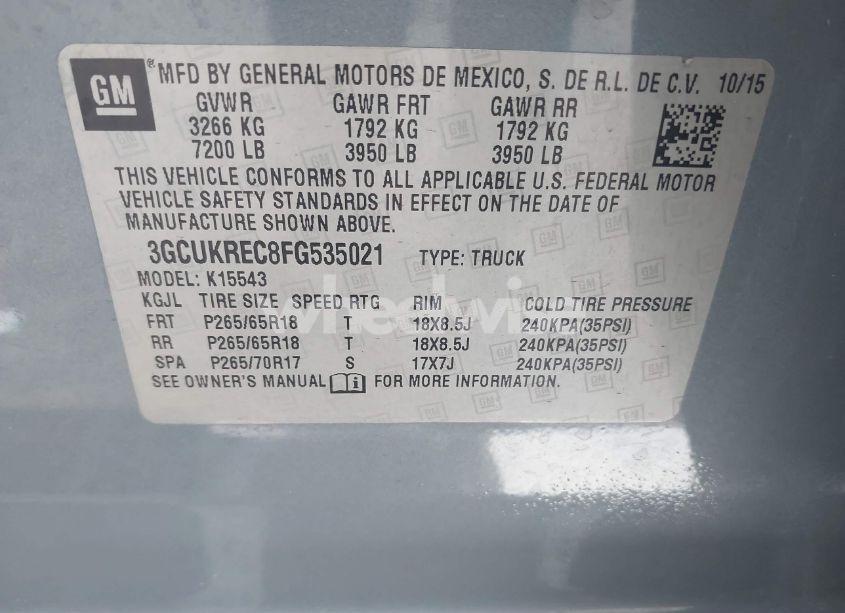 GM ® MFD BY GENERAL MOTORS DE MEXICO, S. DE R.L. DE C.V. 10/15
GVWR GAWR FRT GAWR RR
3266 KG 1792 KG 1792 KG
7200 LB 3950 LB 3950 LB
THIS VEHICLE CONFORMS TO ALL APPLICABLE U.S. FEDERAL MOTOR
VEHICLE SAFETY STANDARDS IN EFFECT ON THE DATE OF
MANUFACTURE SHOWN ABOVE.
3GCUKREC8FG535021 TYPE: TRUCK
MODEL: K15543
KGJL TIRE SIZE SPEED RTG RIM COLD TIRE PRESSURE
FRT P265/65R18 T 18X8.5J 240KPA(35PSI)
RR P265/65R18 T 18X8.5J 240KPA(35PSI)
SPA P265/70R17 S 17X7J 240KPA(35PSI)
SEE OWNER'S MANUAL i FOR MORE INFORMATION.